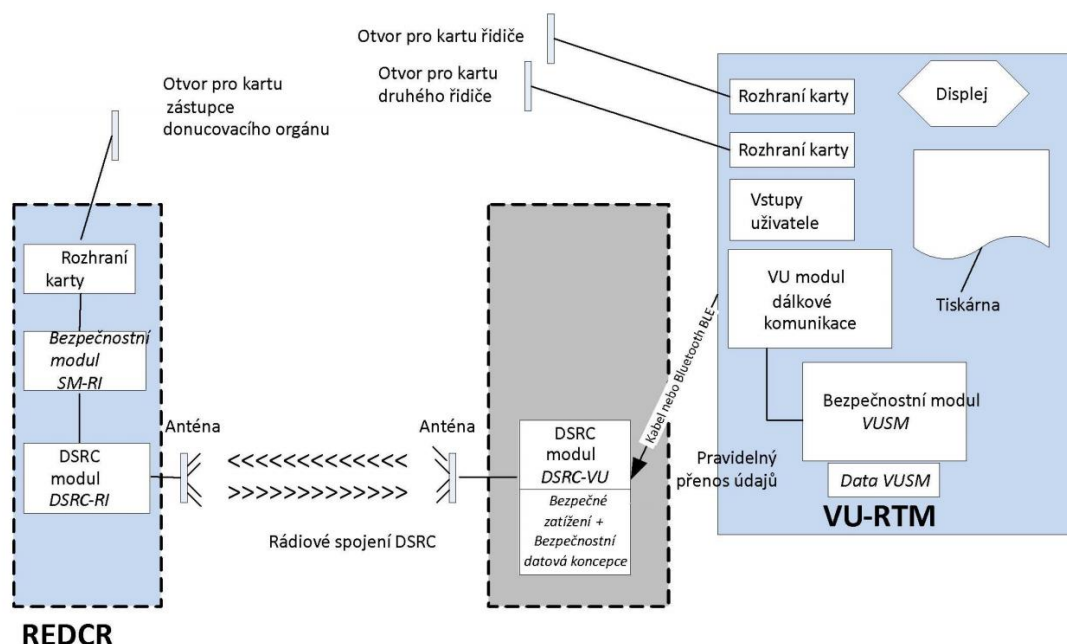 Otvor pro kartu řidiče
Otvor pro kartu
druhého řidiče
Otvor pro kartu
zástupce
donucovacího orgánu
Rozhraní karty
Displej
Rozhraní karty
Vstupy
uživatele
VU modul
dálkové
komunikace
Tiskárna
Bezpečnostní modul
VUSM
Data VUSM
VU-RTM
Kabel nebo Bluetooth BLE
Pravidelný
přenos údajů
Rozhraní
karty
Bezpečnostní
modul
SM-RI
DSRC
modul
DSRC-RI
Anténa
<<<<<<<<<<<<
>>>>>>>>>>>>
Rádiové spojení DSRC
Anténa
DSRC
modul
DSRC-VU
Bezpečné
zatížení +
Bezpečnostní
datová koncepce
REDCR